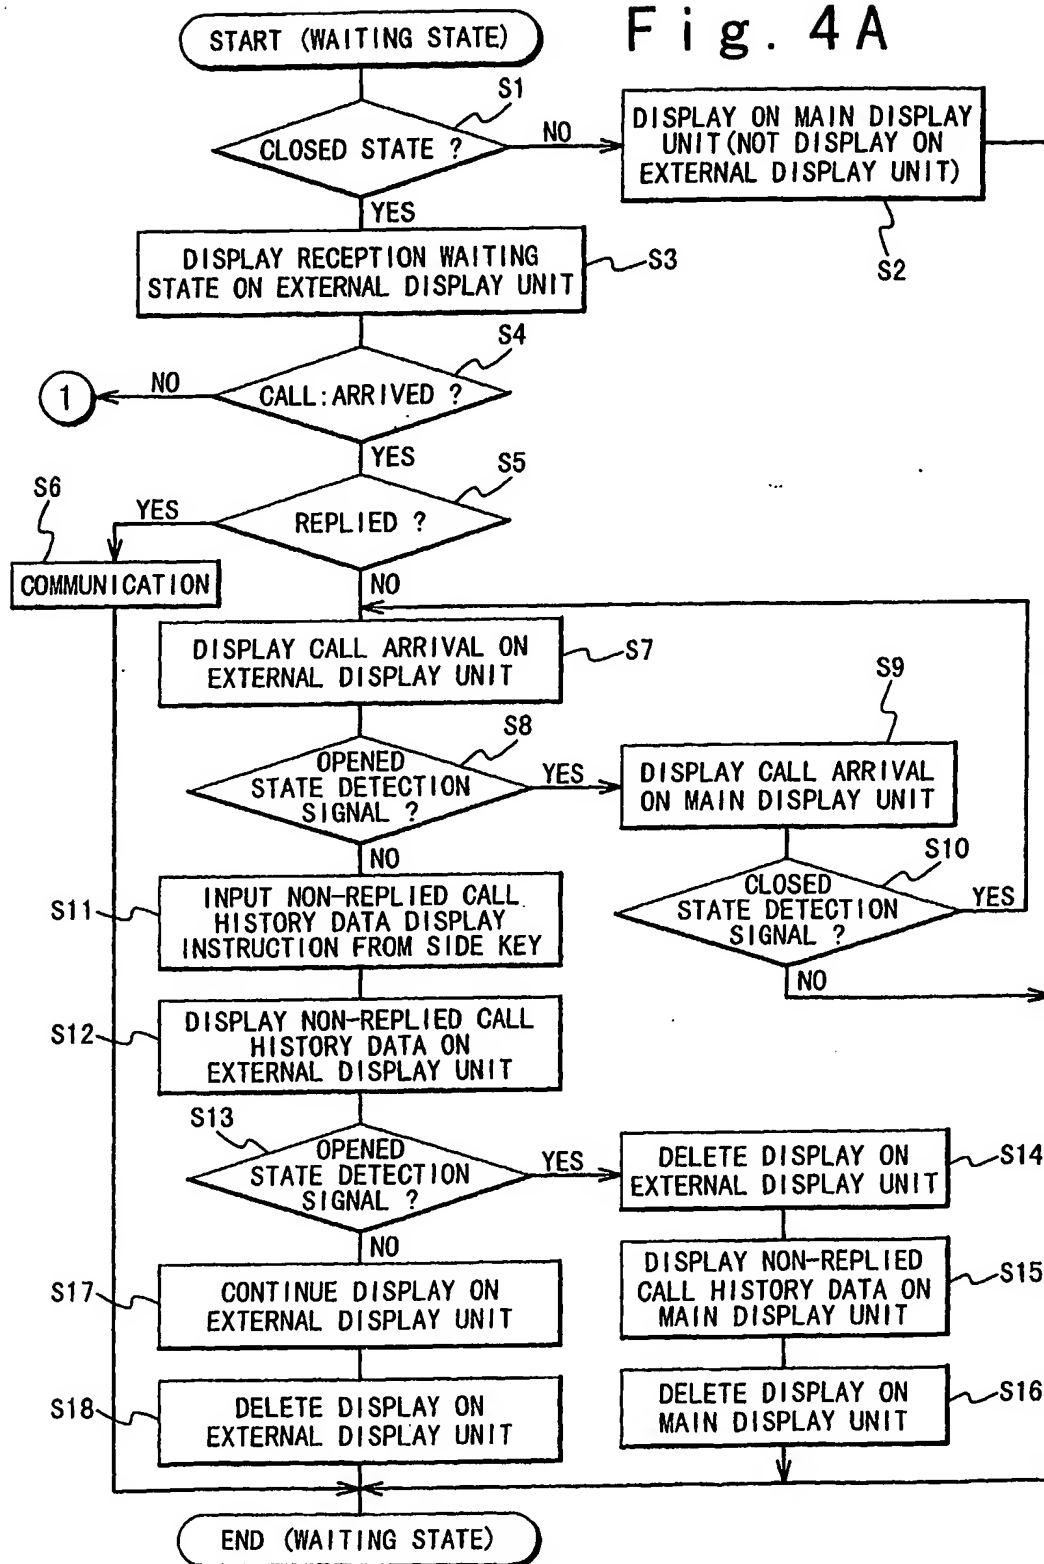 Fig. 4A
START (WAITING STATE)
S1
CLOSED STATE ?
NO
DISPLAY ON MAIN DISPLAY
UNIT(NOT DISPLAY ON
EXTERNAL DISPLAY UNIT)
S2
YES
DISPLAY RECEPTION WAITING
STATE ON EXTERNAL DISPLAY UNIT
S3
S4
CALL:ARRIVED ?
NO
1
YES
S5
REPLIED ?
YES
S6
COMMUNICATION
NO
DISPLAY CALL ARRIVAL ON
EXTERNAL DISPLAY UNIT
S7
S8
OPENED
STATE DETECTION
SIGNAL ?
YES
S9
DISPLAY CALL ARRIVAL
ON MAIN DISPLAY UNIT
S10
CLOSED
STATE DETECTION
SIGNAL ?
YES
NO
NO
S11
INPUT NON-REPLIED CALL
HISTORY DATA DISPLAY
INSTRUCTION FROM SIDE KEY
S12
DISPLAY NON-REPLIED CALL
HISTORY DATA ON
EXTERNAL DISPLAY UNIT
S13
OPENED
STATE DETECTION
SIGNAL ?
YES
DELETE DISPLAY ON
EXTERNAL DISPLAY UNIT
S14
DISPLAY NON-REPLIED
CALL HISTORY DATA ON
MAIN DISPLAY UNIT
S15
DELETE DISPLAY ON
MAIN DISPLAY UNIT
S16
NO
S17
CONTINUE DISPLAY ON
EXTERNAL DISPLAY UNIT
S18
DELETE DISPLAY ON
EXTERNAL DISPLAY UNIT
END (WAITING STATE)